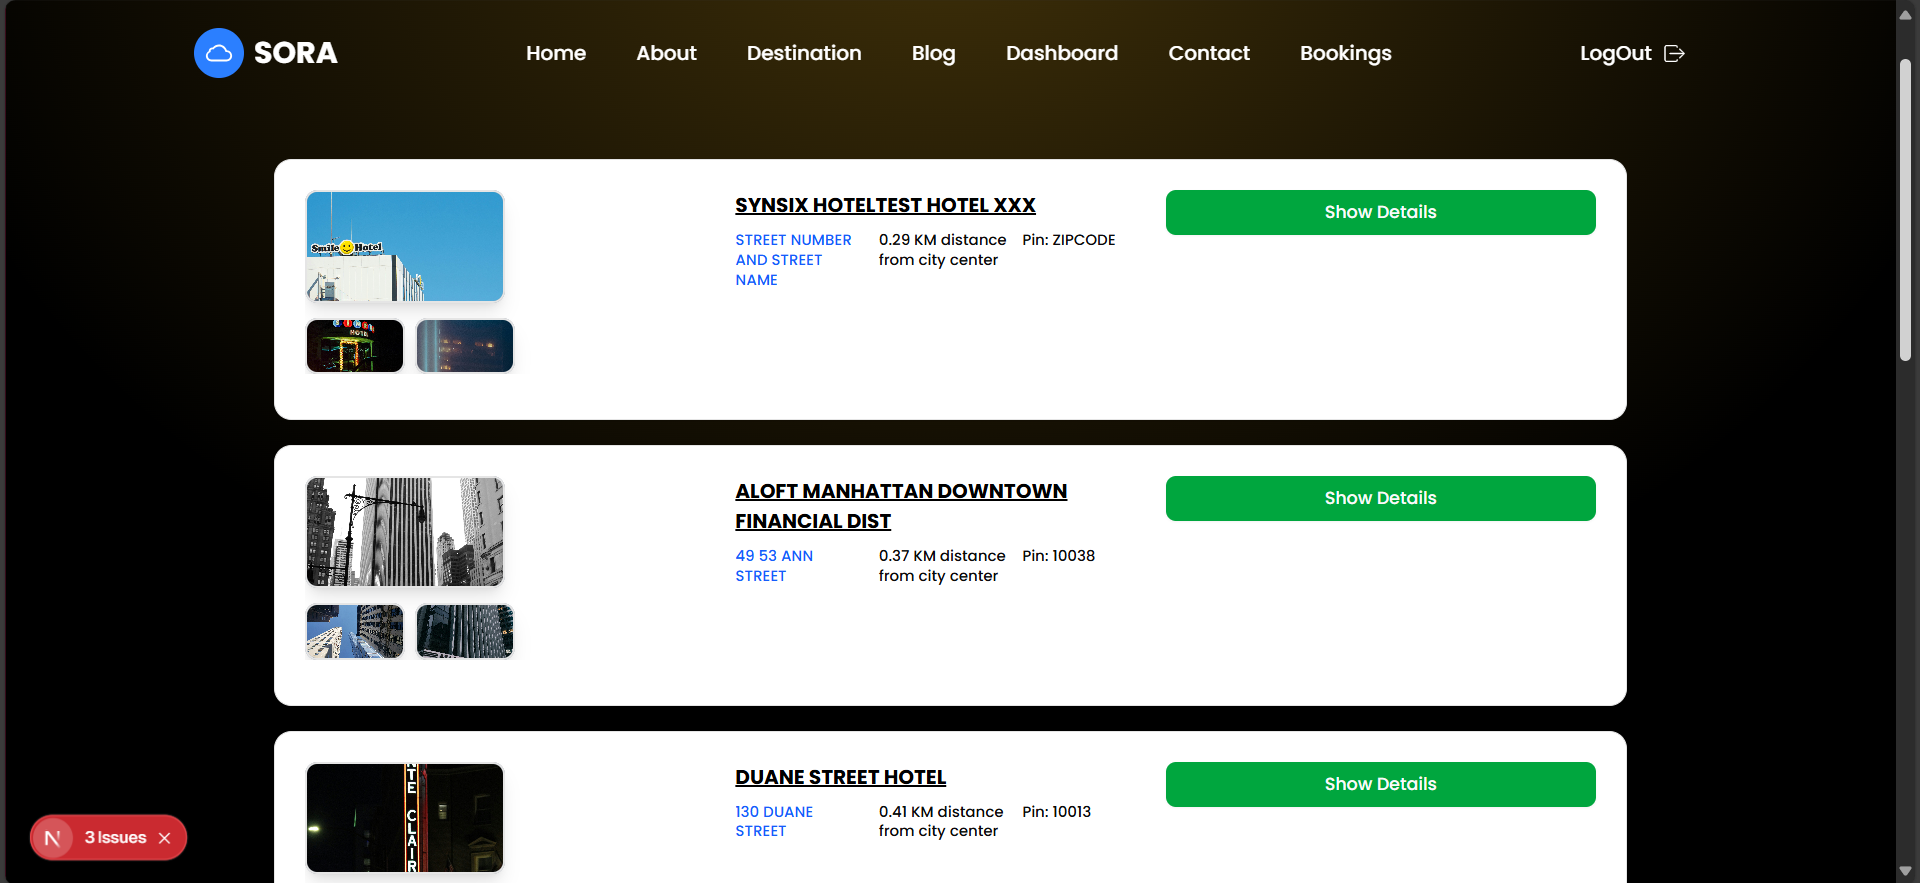 SORA
Home
About
Destination
Blog
Dashboard
Contact
Bookings
LogOut
Smile Hotel
SYNSIX HOTELTEST HOTEL XXX
STREET NUMBER
AND STREET
NAME
0.29 KM distance
from city center
Pin: ZIPCODE
Show Details
MOTEL
ALOFT MANHATTAN DOWNTOWN
FINANCIAL DIST
49 53 ANN
STREET
0.37 KM distance
from city center
Pin: 10038
Show Details
DUANE STREET HOTEL
130 DUANE
STREET
0.41 KM distance
from city center
Pin: 10013
Show Details
TE CLAIR
N
3 Issues